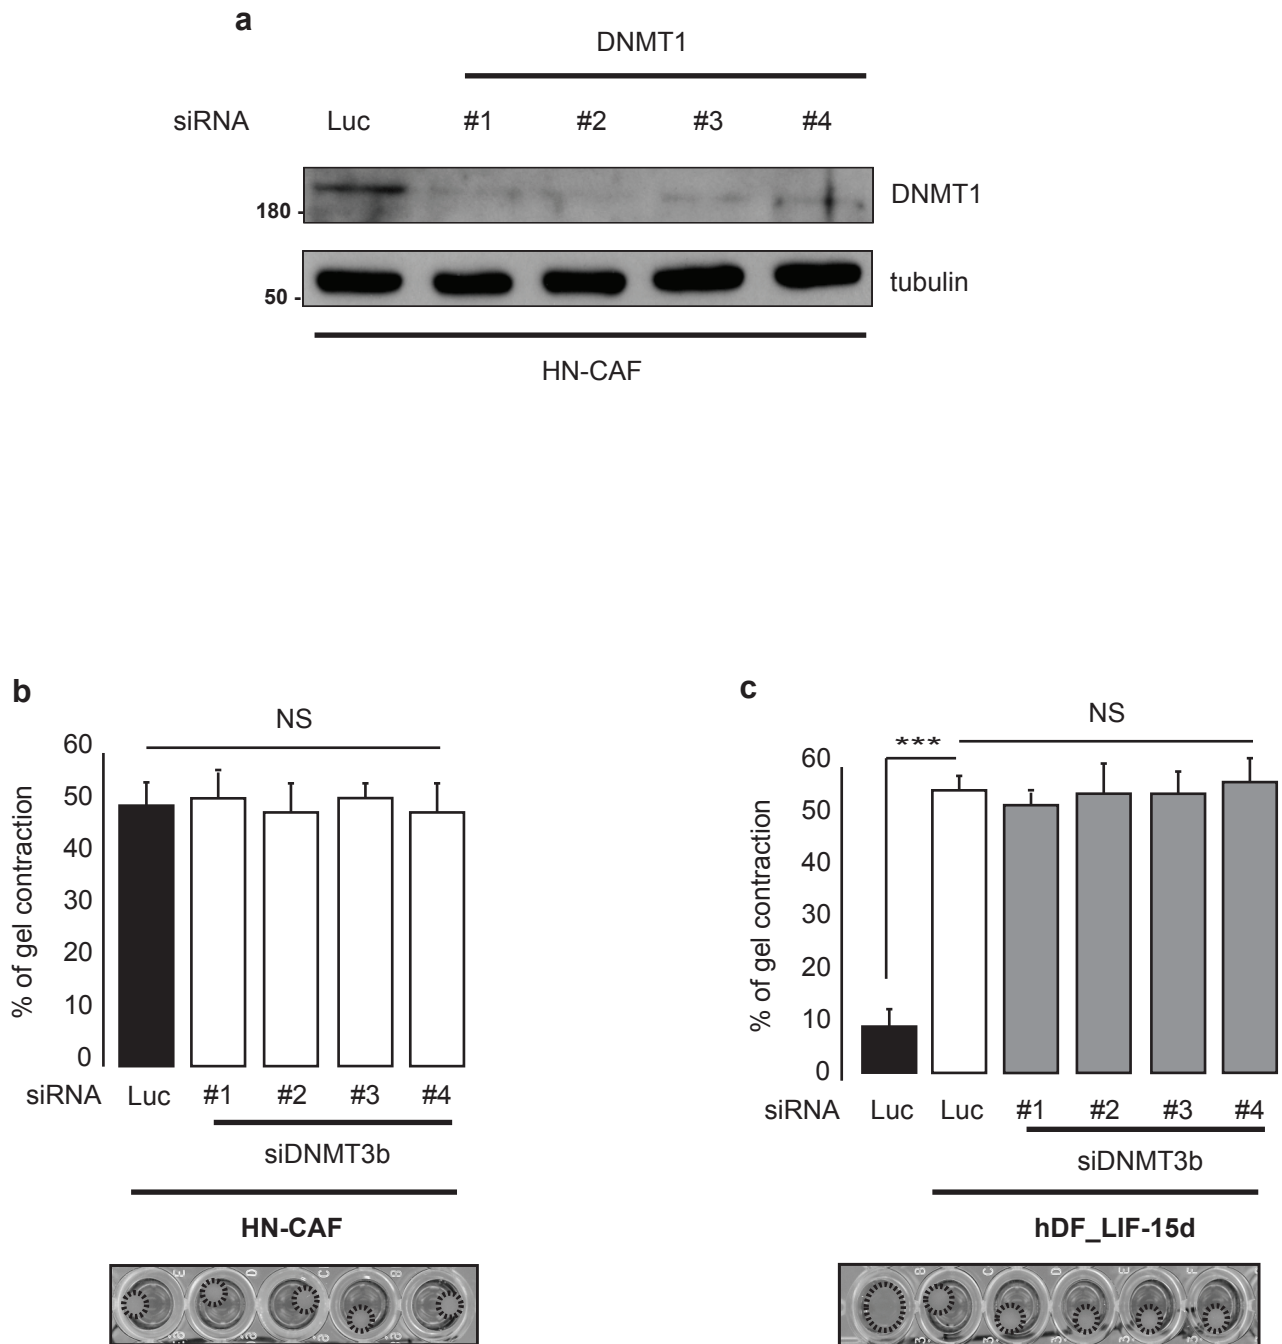 a
DNMT1
siRNA Luc #1 #2 #3 #4
180 - DNMT1
50 - tubulin
HN-CAF
b
NS
% of gel contraction
60
50
40
30
20
10
0
siRNA Luc #1 #2 #3 #4
siDNMT3b
HN-CAF
c
NS
***
% of gel contraction
60
50
40
30
20
10
0
siRNA Luc Luc #1 #2 #3 #4
siDNMT3b
hDF_LIF-15d